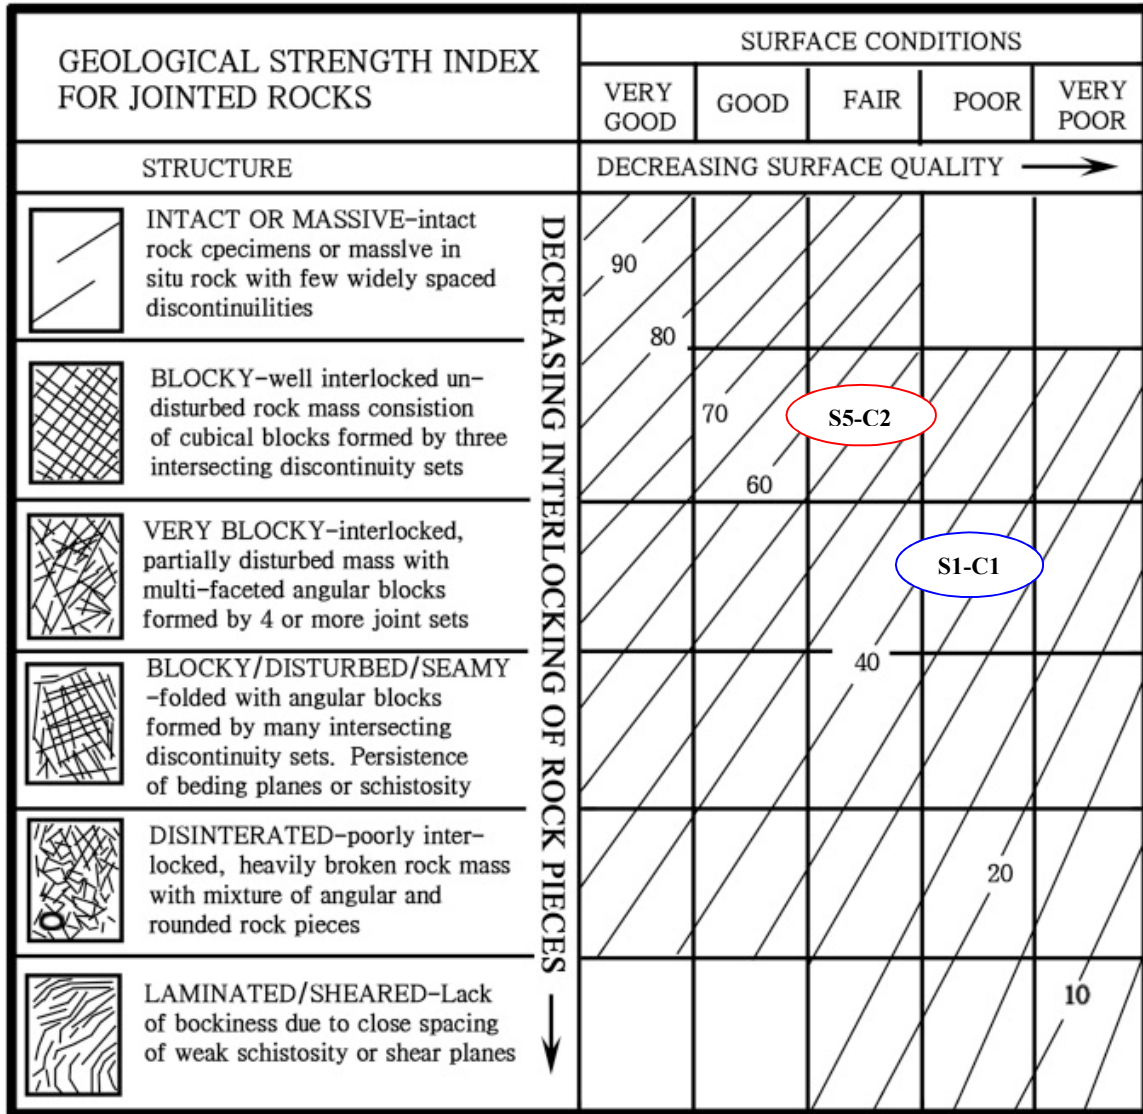 GEOLOGICAL STRENGTH INDEX
FOR JOINTED ROCKS
SURFACE CONDITIONS
VERY
GOOD
GOOD
FAIR
POOR
VERY
POOR
STRUCTURE
DECREASING SURFACE QUALITY
INTACT OR MASSIVE-intact
rock cpecimens or masslve in
situ rock with few widely spaced
discontinuilities
BLOCKY-well interlocked un-
disturbed rock mass consistion
of cubical blocks formed by three
intersecting discontinuity sets
VERY BLOCKY-interlocked,
partially disturbed mass with
multi-faceted angular blocks
formed by 4 or more joint sets
BLOCKY/DISTURBED/SEAMY
-folded with angular blocks
formed by many intersecting
discontinuity sets. Persistence
of beding planes or schistosity
DISINTERATED-poorly inter-
locked, heavily broken rock mass
with mixture of angular and
rounded rock pieces
LAMINATED/SHEARED-Lack
of bockiness due to close spacing
of weak schistosity or shear planes
DECREASING INTERLOCKING OF ROCK PIECES
90
80
70
S5-C2
60
S1-C1
40
20
10